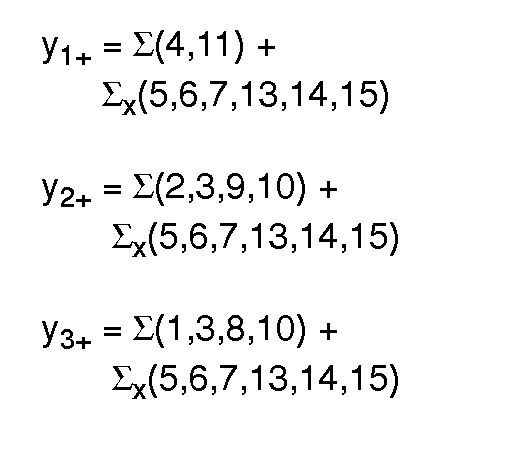 y₁₊ = Σ(4,11) +
Σₓ(5,6,7,13,14,15)
y₂₊ = Σ(2,3,9,10) +
Σₓ(5,6,7,13,14,15)
y₃₊ = Σ(1,3,8,10) +
Σₓ(5,6,7,13,14,15)